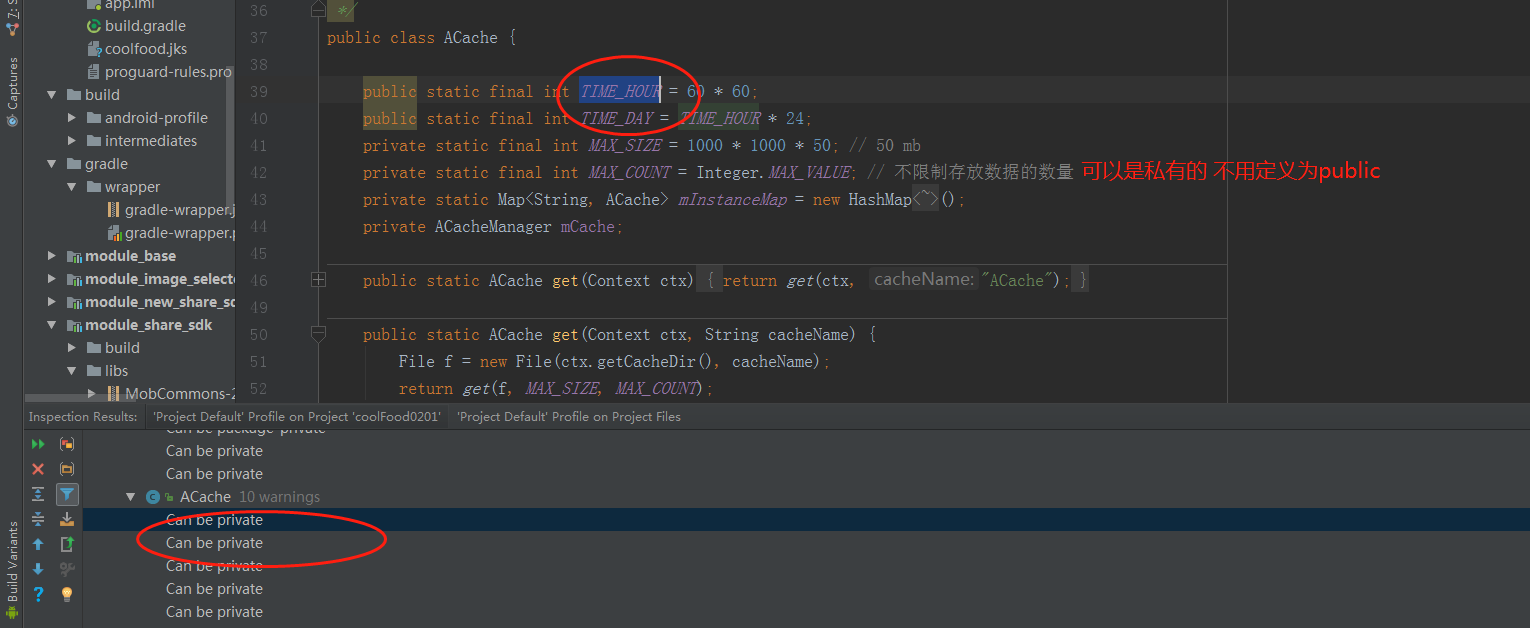 app.iml
build.gradle
coolfood.jks
proguard-rules.pro
build
android-profile
intermediates
gradle
wrapper
gradle-wrapper.j
gradle-wrapper.p
module_base
module_image_selecto
module_new_share_sd
module_share_sdk
build
libs
MobCommons-2
Captures
Build Variants
36 */
37 public class ACache {
38
39 public static final int TIME_HOUR = 60 * 60;
40 public static final int TIME_DAY = TIME_HOUR * 24;
41 private static final int MAX_SIZE = 1000 * 1000 * 50; // 50 mb
42 private static final int MAX_COUNT = Integer.MAX_VALUE; // 不限制存放数据的数量 可以是私有的 不用定义为public
43 private static Map<String, ACache> mInstanceMap = new HashMap<~>();
44 private ACacheManager mCache;
45
46 public static ACache get(Context ctx) { return get(ctx, cacheName: "ACache"); }
49
50 public static ACache get(Context ctx, String cacheName) {
51 File f = new File(ctx.getCacheDir(), cacheName);
52 return get(f, MAX_SIZE, MAX_COUNT);
Inspection Results: 'Project Default' Profile on Project 'coolFood0201' 'Project Default' Profile on Project Files
Can be package-private
Can be private
Can be private
ACache 10 warnings
Can be private
Can be private
Can be private
Can be private
Can be private